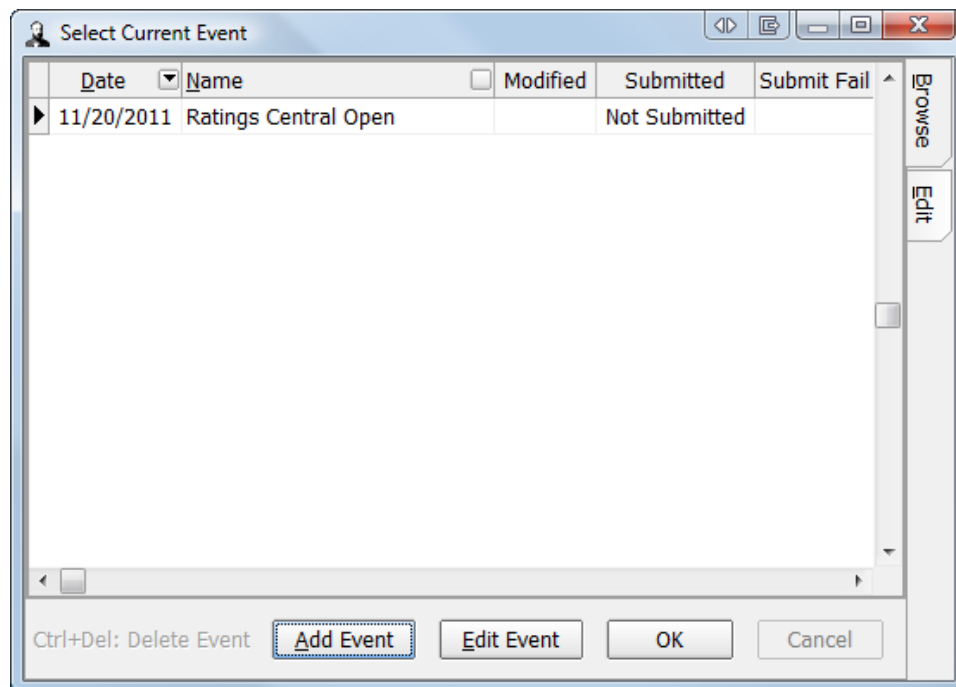 Select Current Event
Date Name Modified Submitted Submit Fail
11/20/2011 Ratings Central Open Not Submitted
Browse
Edit
Ctrl+Del: Delete Event Add Event Edit Event OK Cancel